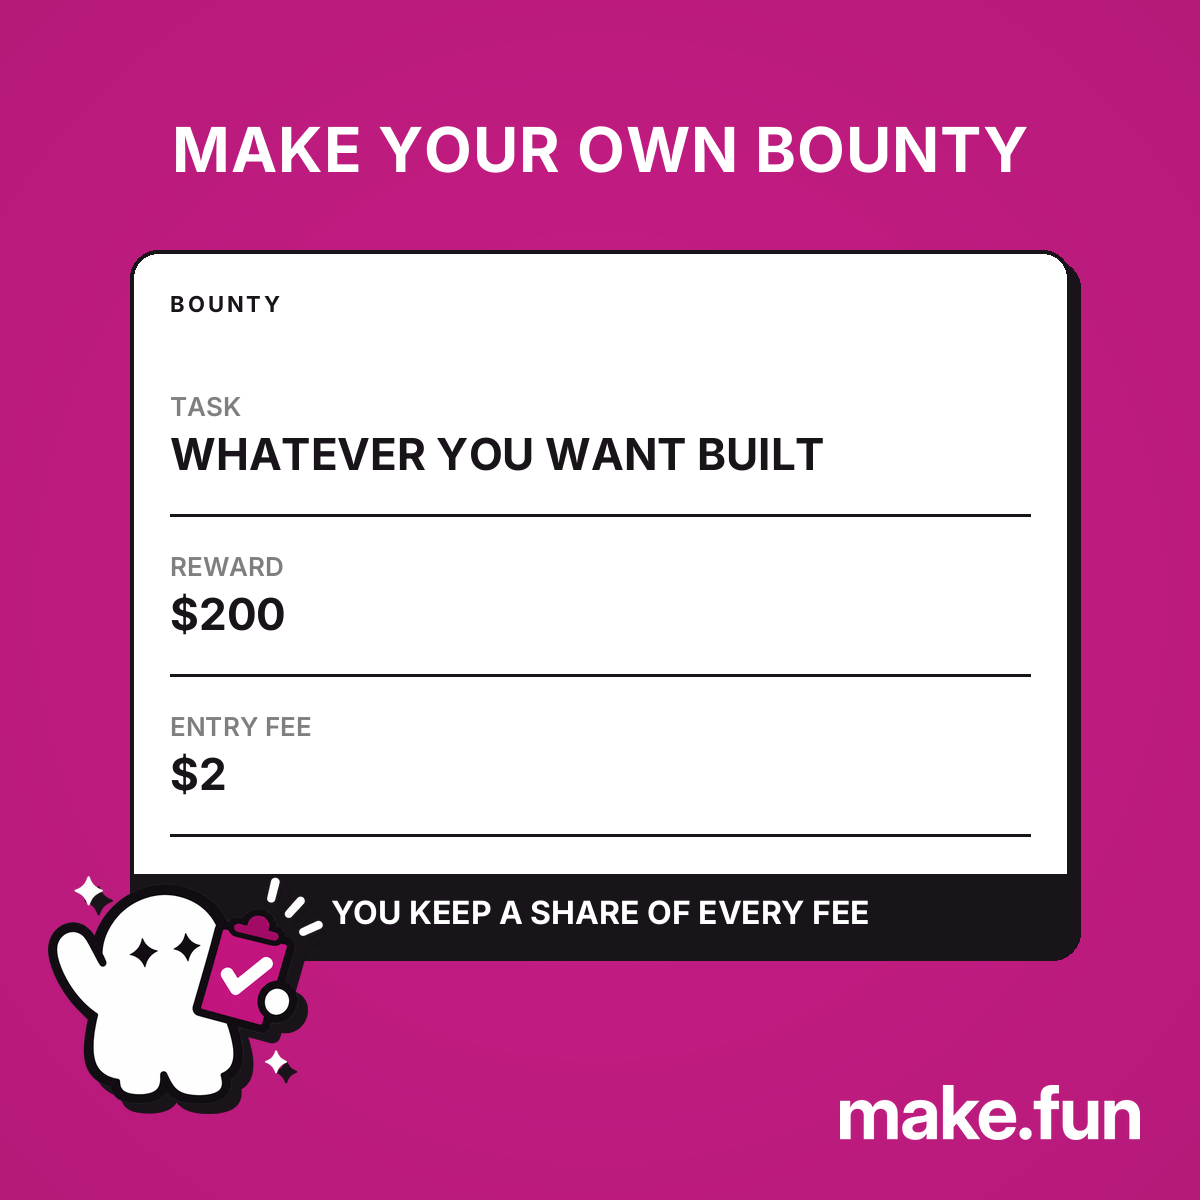 MAKE YOUR OWN BOUNTY
BOUNTY
TASK
WHATEVER YOU WANT BUILT
REWARD
$200
ENTRY FEE
$2
YOU KEEP A SHARE OF EVERY FEE
make.fun